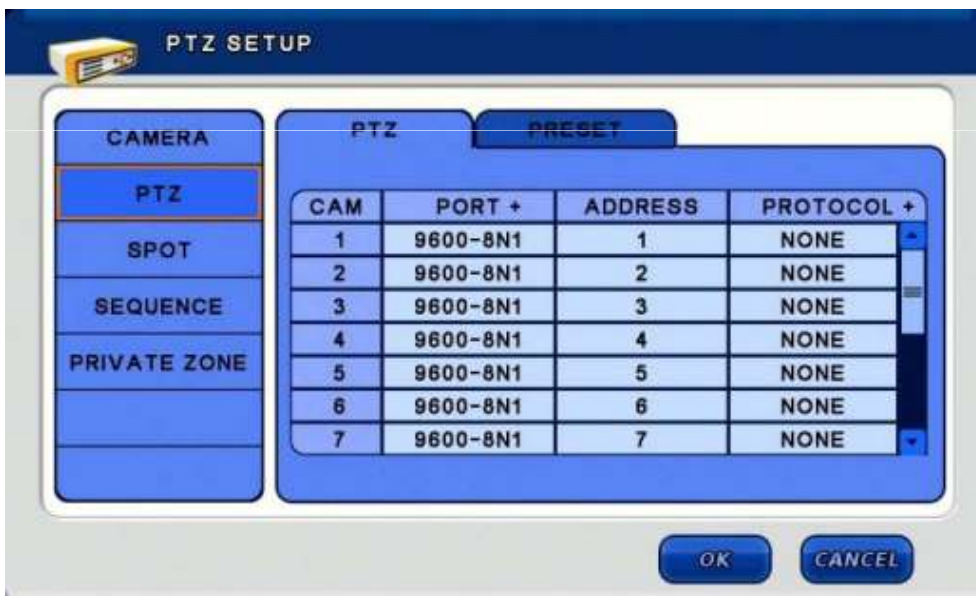 PTZ SETUP
CAMERA
PTZ
SPOT
SEQUENCE
PRIVATE ZONE
PTZ PRESET
CAM PORT + ADDRESS PROTOCOL +
1 9600-8N1 1 NONE
2 9600-8N1 2 NONE
3 9600-8N1 3 NONE
4 9600-8N1 4 NONE
5 9600-8N1 5 NONE
6 9600-8N1 6 NONE
7 9600-8N1 7 NONE
OK CANCEL